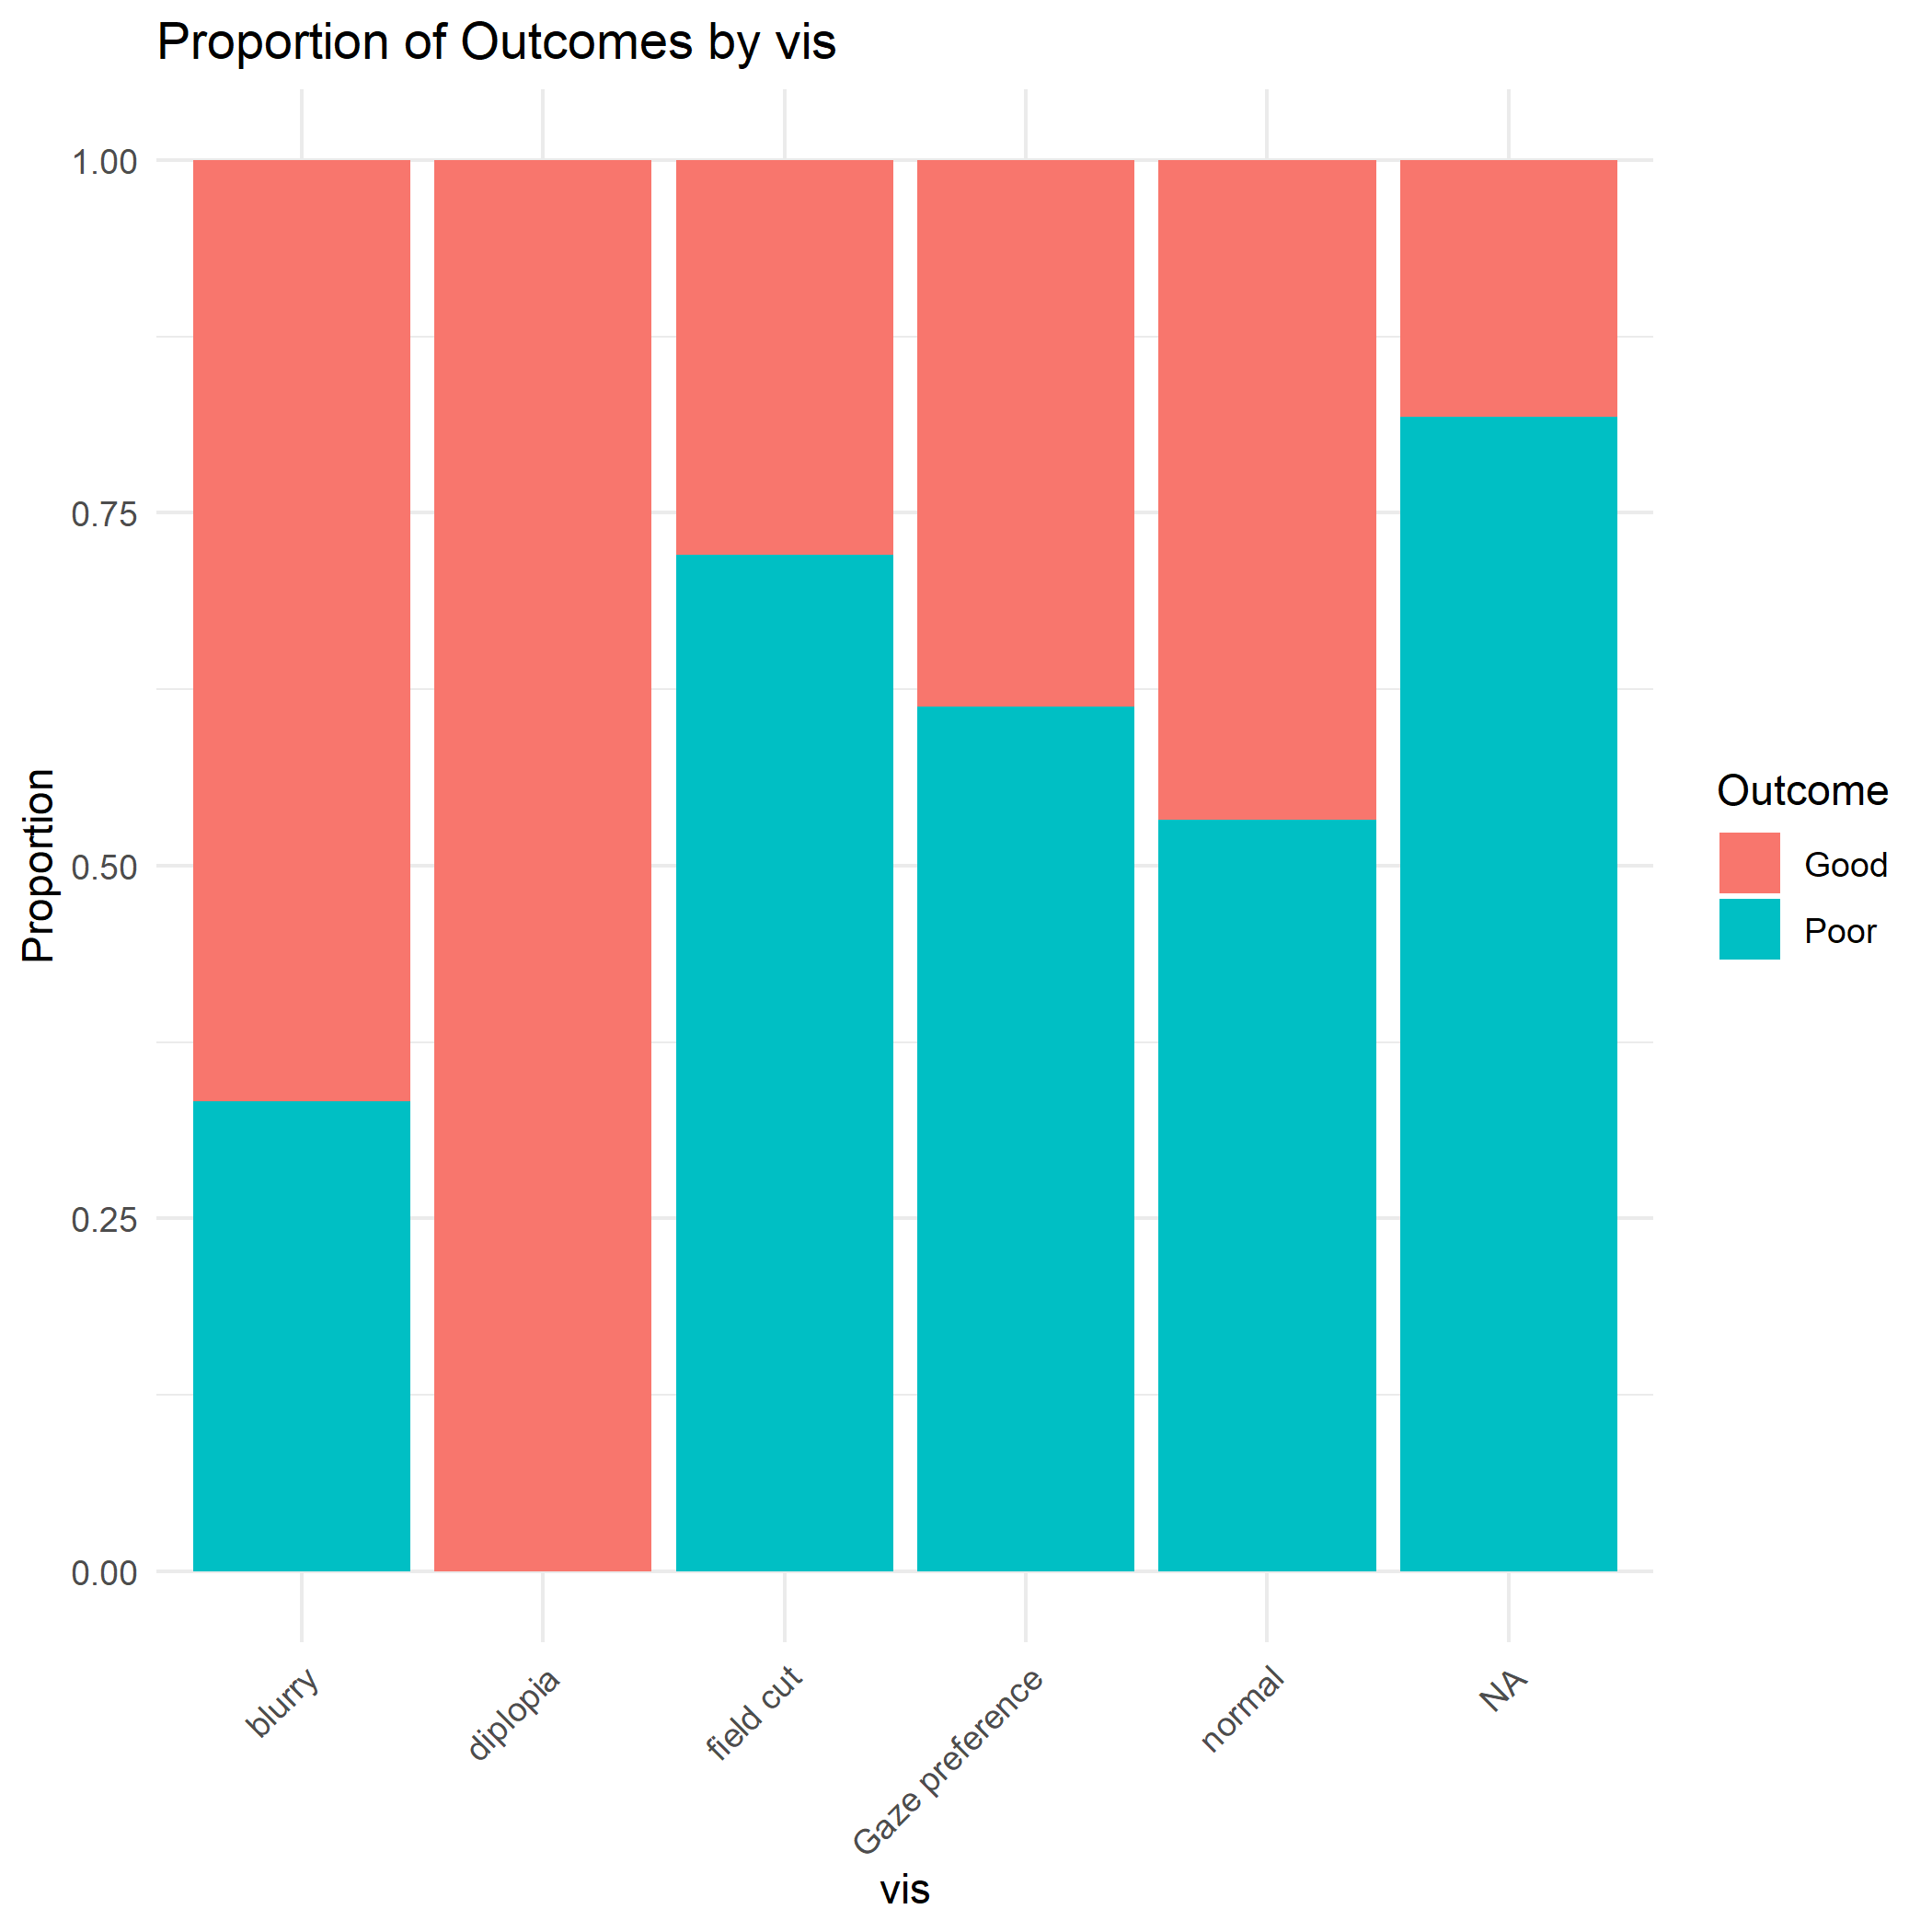 Proportion of Outcomes by vis
1.00
0.75
0.50
0.25
0.00
Proportion
blurry
diplopia
field cut
Gaze preference
normal
NA
vis
Outcome
Good
Poor